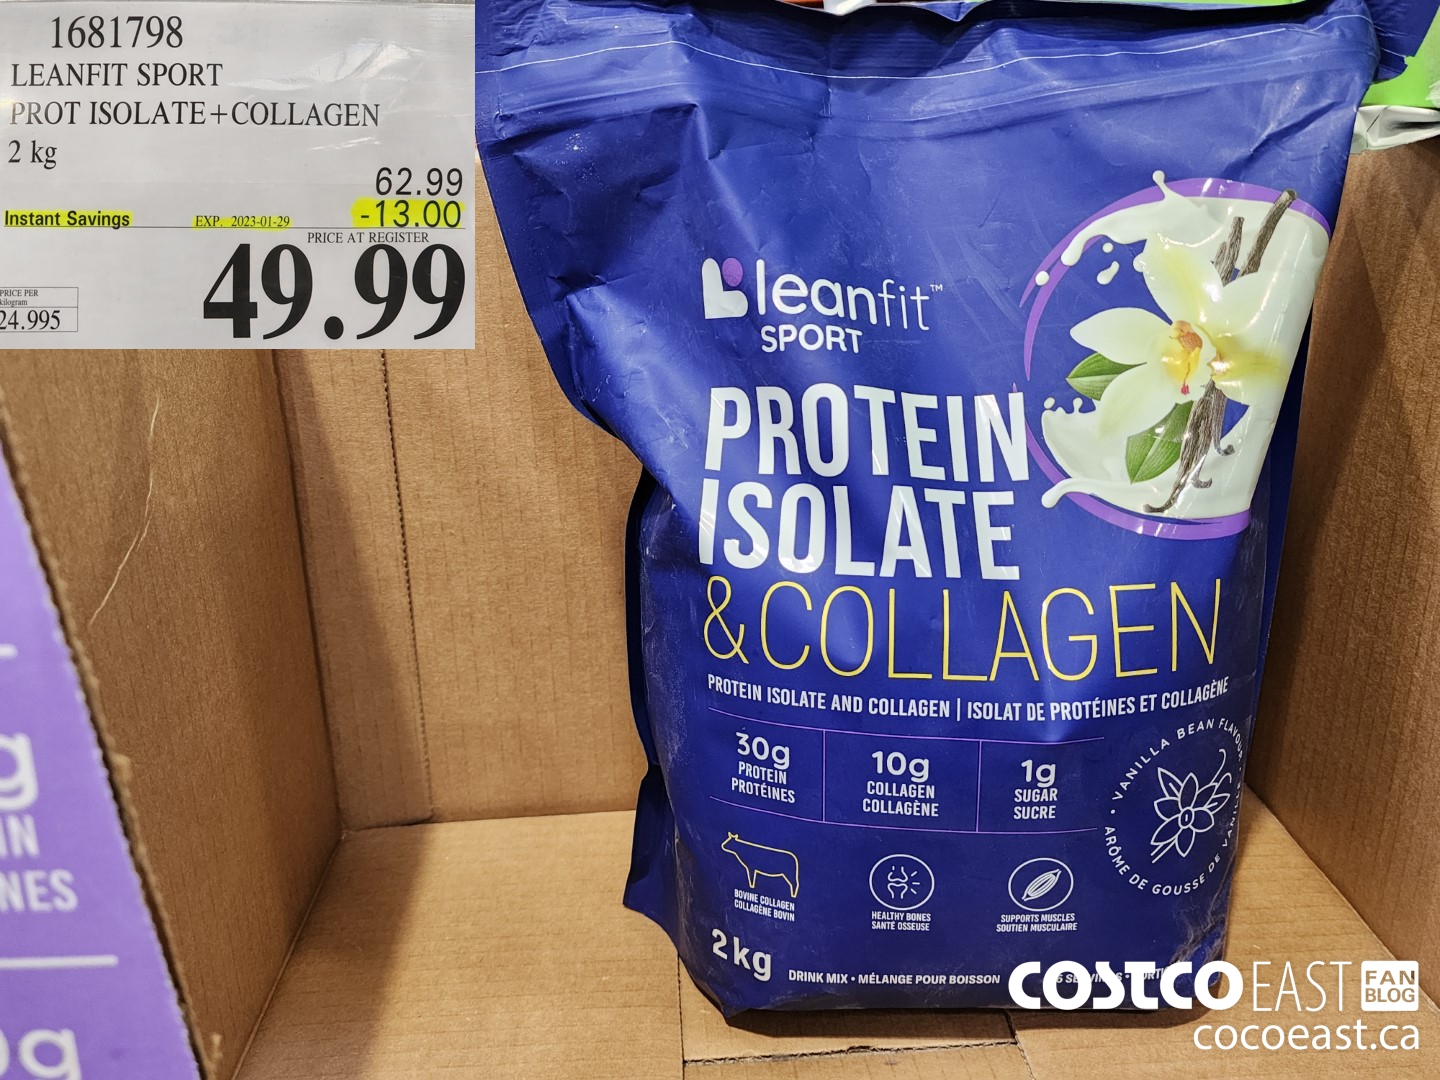 1681798
LEANFIT SPORT
PROT ISOLATE+COLLAGEN
2 kg
62.99
Instant Savings EXP. 2023-01-29 -13.00
PRICE AT REGISTER
49.99
PRICE PER
kilogram
24.995
leanfit™
SPORT
PROTEIN
ISOLATE
&COLLAGEN
PROTEIN ISOLATE AND COLLAGEN | ISOLAT DE PROTÉINES ET COLLAGÈNE
30g
PROTEIN
PROTÉINES
10g
COLLAGEN
COLLAGÈNE
1g
SUGAR
SUCRE
• VANILLA BEAN FLAVOUR •
ARÔME DE GOUSSE DE VANILLE
BOVINE COLLAGEN
COLLAGÈNE BOVIN
HEALTHY BONES
SANTÉ OSSEUSE
SUPPORTS MUSCLES
SOUTIEN MUSCULAIRE
2kg
DRINK MIX • MÉLANGE POUR BOISSON
g
IN
NES
g
COSTCO EAST FAN
BLOG
cocoeast.ca